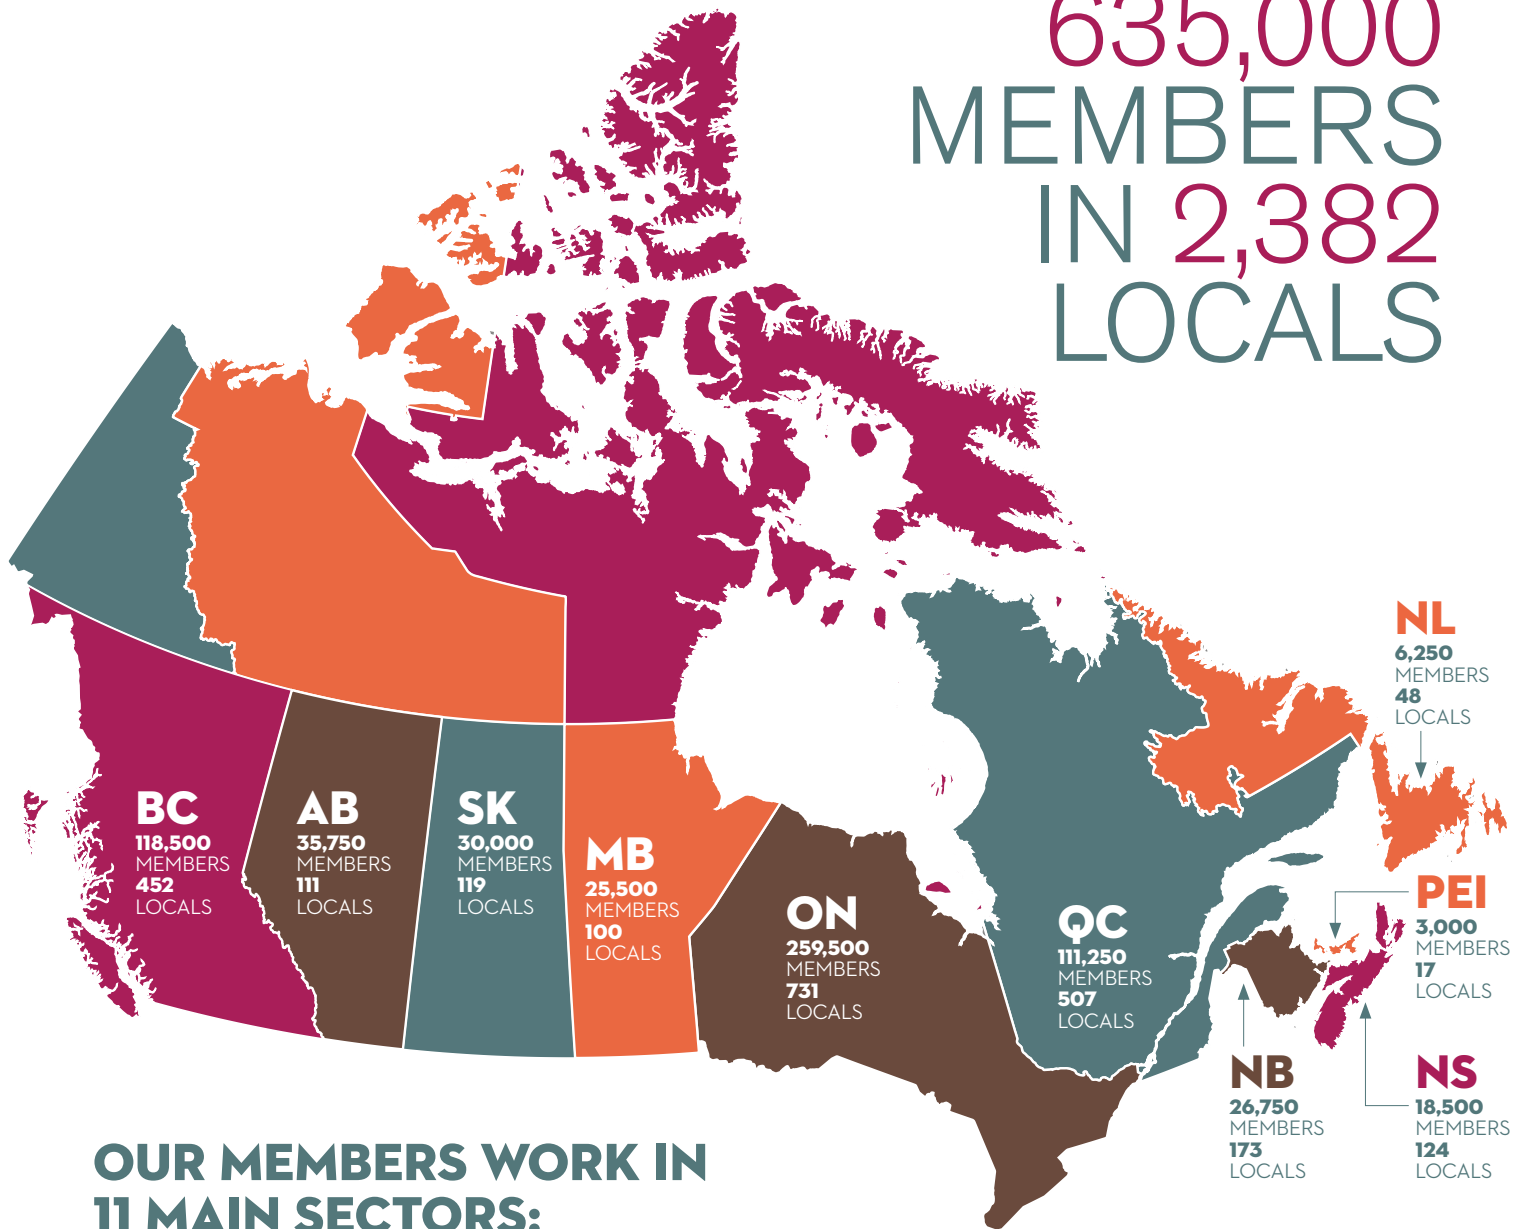 635,000
MEMBERS
IN 2,382
LOCALS
NL
6,250
MEMBERS
48
LOCALS
BC
118,500
MEMBERS
452
LOCALS
AB
35,750
MEMBERS
111
LOCALS
SK
30,000
MEMBERS
119
LOCALS
MB
25,500
MEMBERS
100
LOCALS
ON
259,500
MEMBERS
731
LOCALS
QC
111,250
MEMBERS
507
LOCALS
PEI
3,000
MEMBERS
17
LOCALS
NB
26,750
MEMBERS
173
LOCALS
NS
18,500
MEMBERS
124
LOCALS
OUR MEMBERS WORK IN
11 MAIN SECTORS: